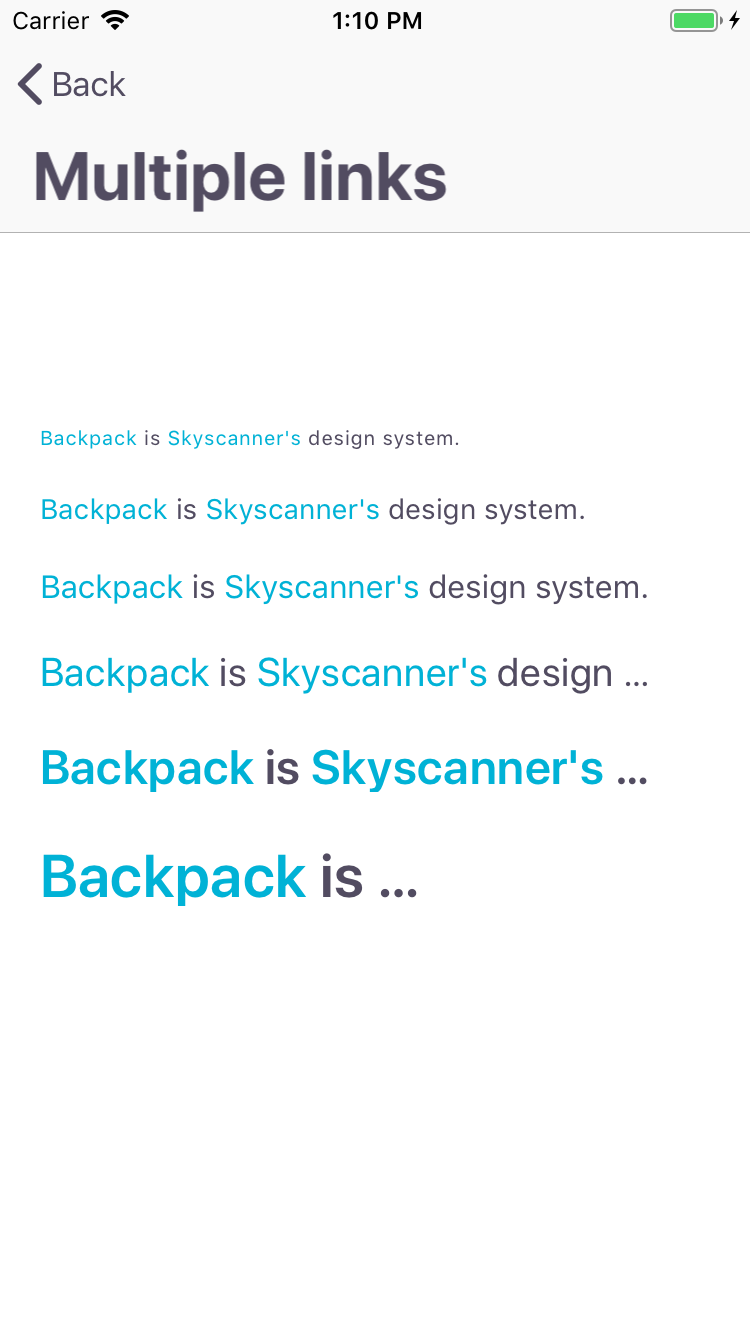 Carrier 1:10 PM
Back
Multiple links
Backpack is Skyscanner's design system.
Backpack is Skyscanner's design system.
Backpack is Skyscanner's design system.
Backpack is Skyscanner's design ...
Backpack is Skyscanner's ...
Backpack is ...